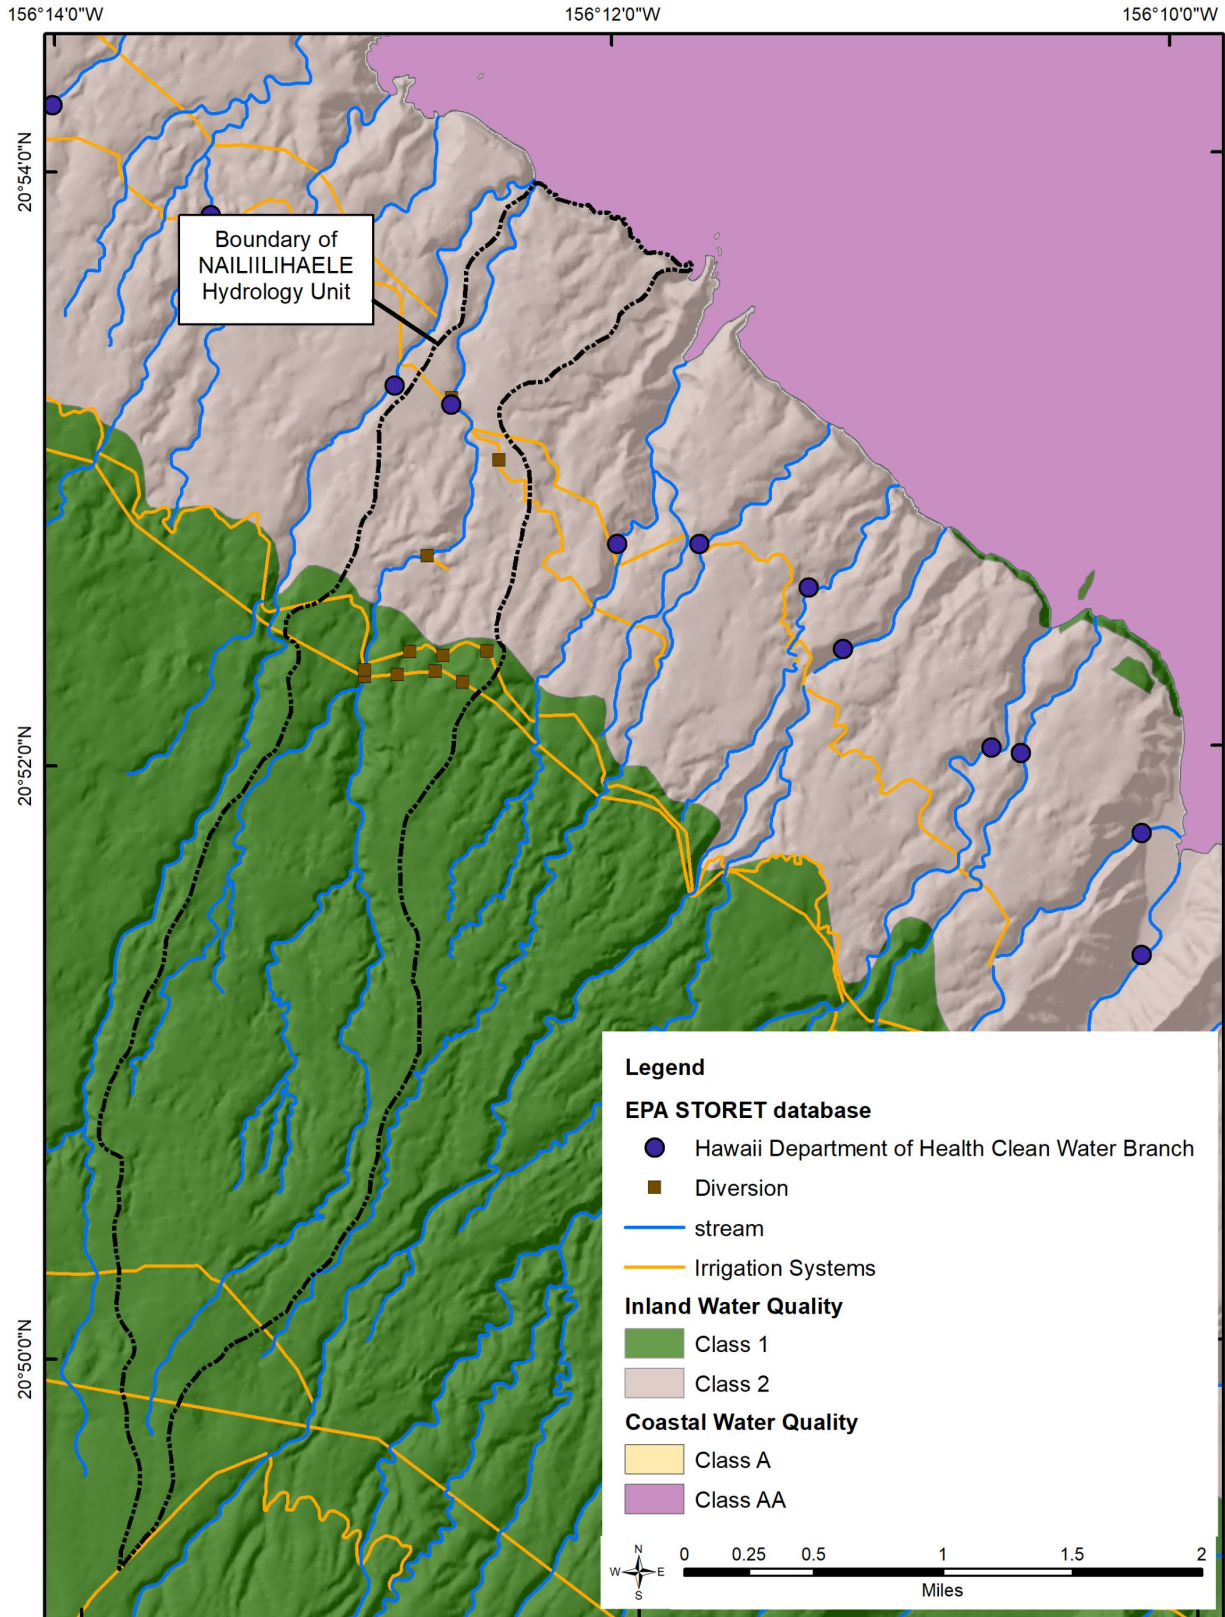 156°14'0"W
156°12'0"W
156°10'0"W
20°54'0"N
20°52'0"N
20°50'0"N
Boundary of
NAILIILIHAELE
Hydrology Unit
Legend
EPA STORET database
Hawaii Department of Health Clean Water Branch
Diversion
stream
Irrigation Systems
Inland Water Quality
Class 1
Class 2
Coastal Water Quality
Class A
Class AA
N
W E
S
0 0.25 0.5 1 1.5 2
Miles